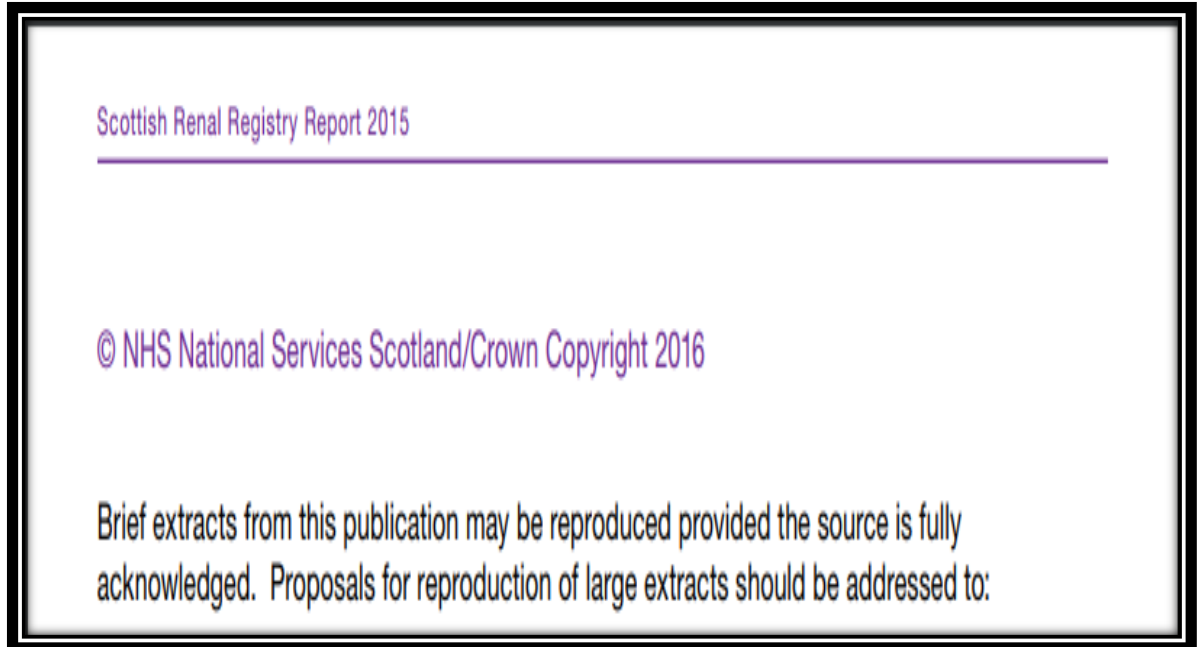 Scottish Renal Registry Report 2015
© NHS National Services Scotland/Crown Copyright 2016
Brief extracts from this publication may be reproduced provided the source is fully
acknowledged.  Proposals for reproduction of large extracts should be addressed to: